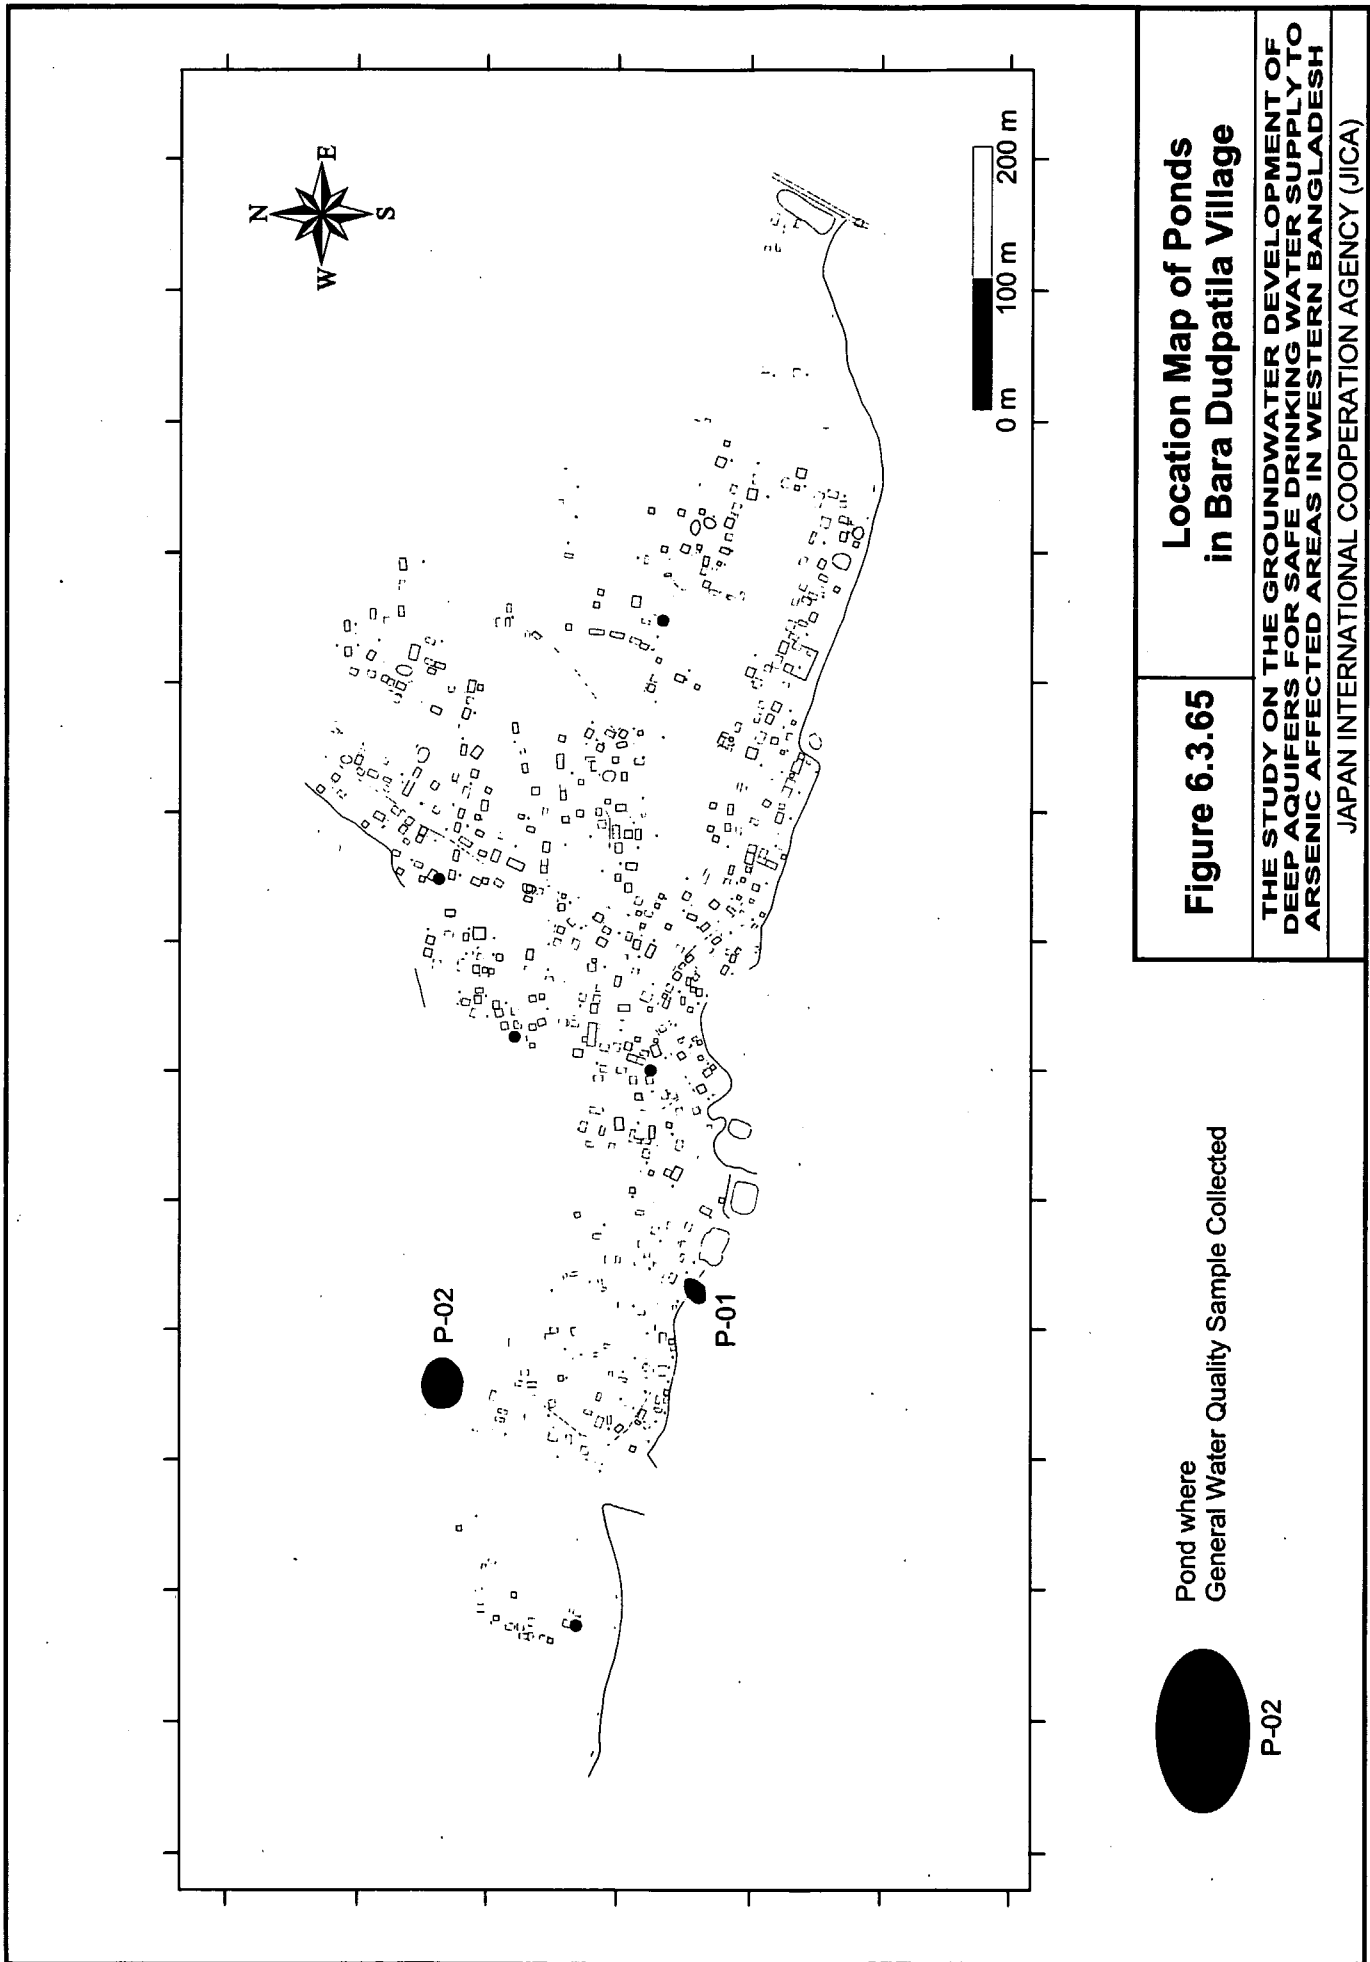 N
W
E
S
P-02
P-01
0 m 100 m 200 m
Pond where
General Water Quality Sample Collected
P-02
Figure 6.3.65
Location Map of Ponds
in Bara Dudpatila Village
THE STUDY ON THE GROUNDWATER DEVELOPMENT OF
DEEP AQUIFERS FOR SAFE DRINKING WATER SUPPLY TO
ARSENIC AFFECTED AREAS IN WESTERN BANGLADESH
JAPAN INTERNATIONAL COOPERATION AGENCY (JICA)